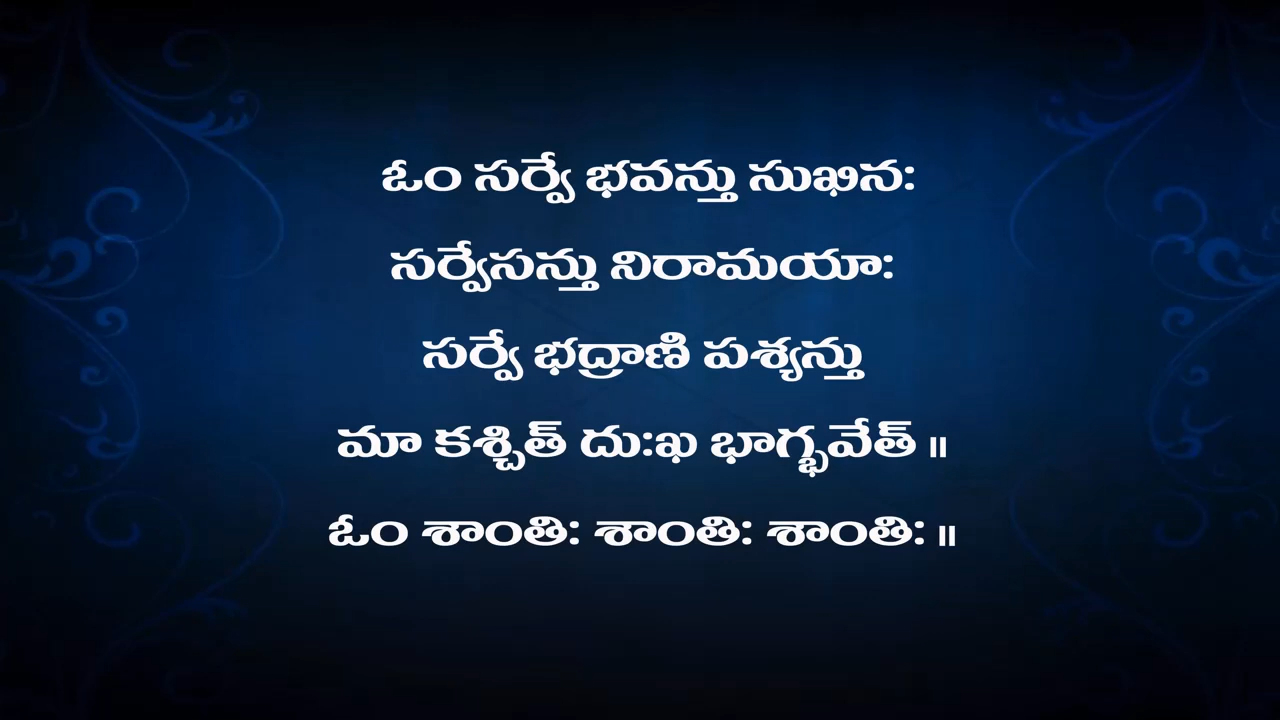 ఓం సర్వే భవన్తు సుఖినః
సర్వేసన్తు నిరామయాః
సర్వే భద్రాణి పశ్యన్తు
మా కశ్చిత్ దుఃఖ భాగ్భవేత్ ॥
ఓం శాంతిః శాంతిః శాంతిః ॥